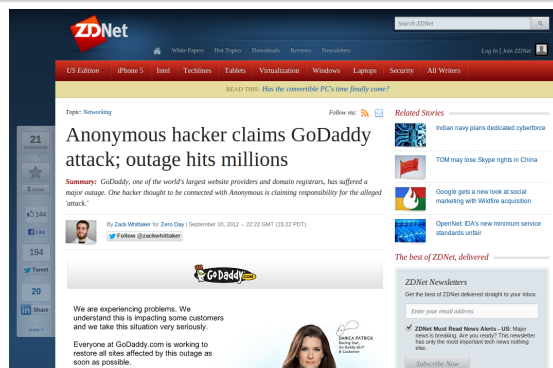 ZDNet
Search ZDNet
White Papers Hot Topics Downloads Reviews Newsletters
Log In | Join ZDNet
US Edition iPhone 5 Intel Techlines Tablets Virtualization Windows Laptops Security All Writers
READ THIS: Has the convertible PC's time finally come?
Topic: Networking
Follow via:
Anonymous hacker claims GoDaddy
attack; outage hits millions
Summary: GoDaddy, one of the world's largest website providers and domain registrars, has suffered a
major outage. One hacker thought to be connected with Anonymous is claiming responsibility for the alleged
'attack.'
By Zack Whittaker for Zero Day | September 10, 2012 -- 22:22 GMT (15:22 PDT)
Follow @zackwhittaker
21
3
144
Like
194
Tweet
20
in Share
more +
GoDaddy.com
We are experiencing problems. We
understand this is impacting some customers
and we take this situation very seriously.
Everyone at GoDaddy.com is working to
restore all sites affected by this outage as
soon as possible.
DANICA PATRICK
Racing Star,
Go Daddy Girl
& Customer
Related Stories
Indian navy plans dedicated cyberforce
TOM may lose Skype rights in China
Google gets a new look at social
marketing with Wildfire acquisition
OpenNet: IDA's new minimum service
standards unfair
The best of ZDNet, delivered
ZDNet Newsletters
Get the best of ZDNet delivered straight to your inbox
Enter your email address
ZDNet Must Read News Alerts - US: Major
news is breaking. Are you ready? This newsletter
has only the most important tech news nothing
else.
Subscribe Now